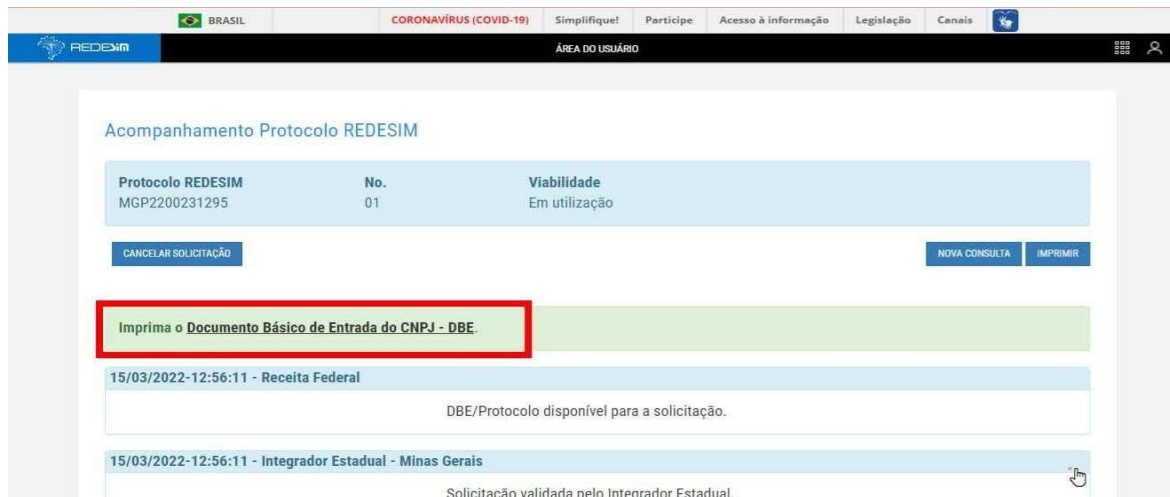 BRASIL CORONAVÍRUS (COVID-19) Simplifique! Participe Acesso à informação Legislação Canais
REDESIM ÁREA DO USUÁRIO
Acompanhamento Protocolo REDESIM
Protocolo REDESIM No. Viabilidade
MGP2200231295 01 Em utilização
CANCELAR SOLICITAÇÃO NOVA CONSULTA IMPRIMIR
Imprima o Documento Básico de Entrada do CNPJ - DBE.
15/03/2022-12:56:11 - Receita Federal
DBE/Protocolo disponível para a solicitação.
15/03/2022-12:56:11 - Integrador Estadual - Minas Gerais
Solicitação validada pelo Integrador Estadual